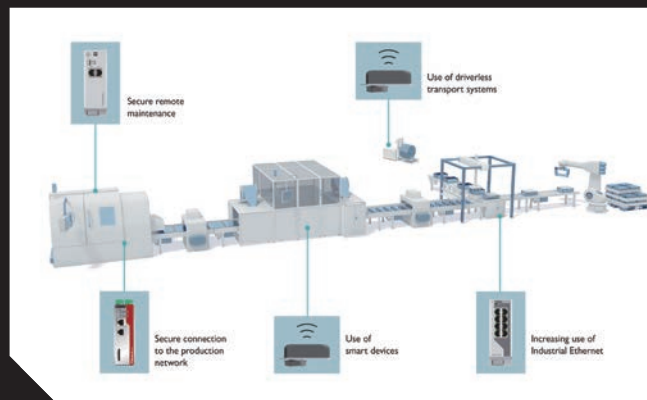 Secure remote
maintenance
Use of driverless
transport systems
Secure connection
to the production
network
Use of
smart devices
Increasing use of
Industrial Ethernet